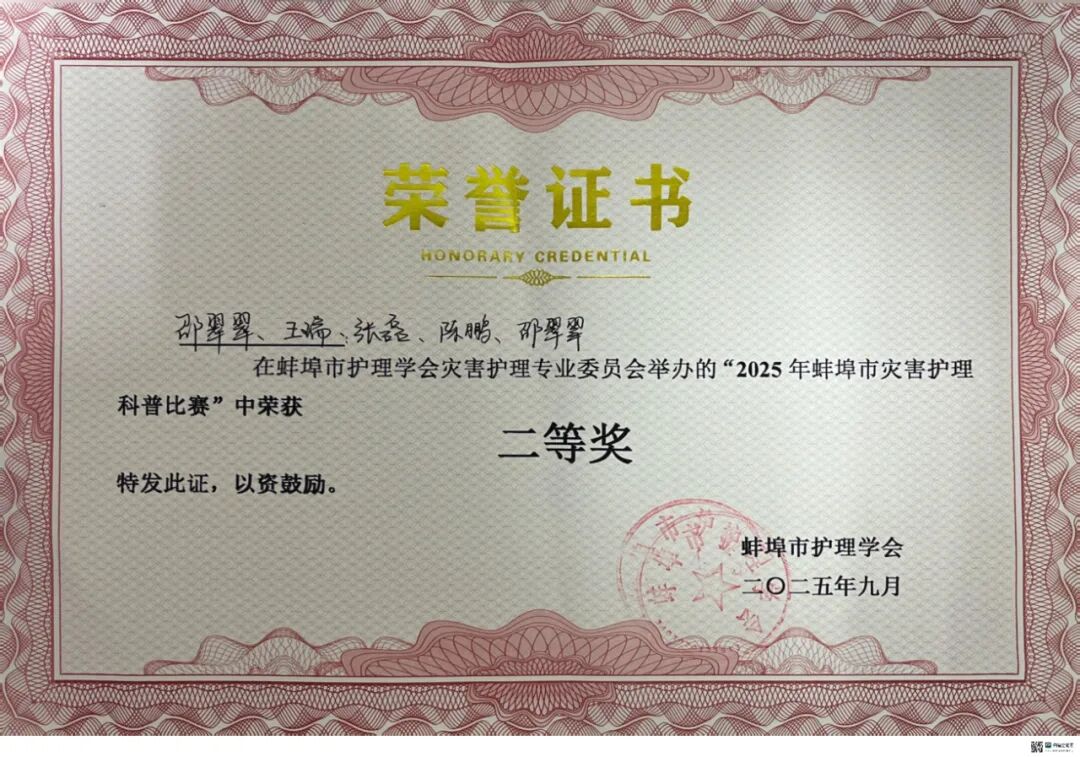 荣誉证书
HONORARY CREDENTIAL
邵翠翠、王瑞、张磊、陈鹏、邵翠翠
在蚌埠市护理学会灾害护理专业委员会举办的“2025年蚌埠市灾害护理
科普比赛”中荣获
二等奖
特发此证，以资鼓励。
蚌埠市护理学会
二〇二五年九月